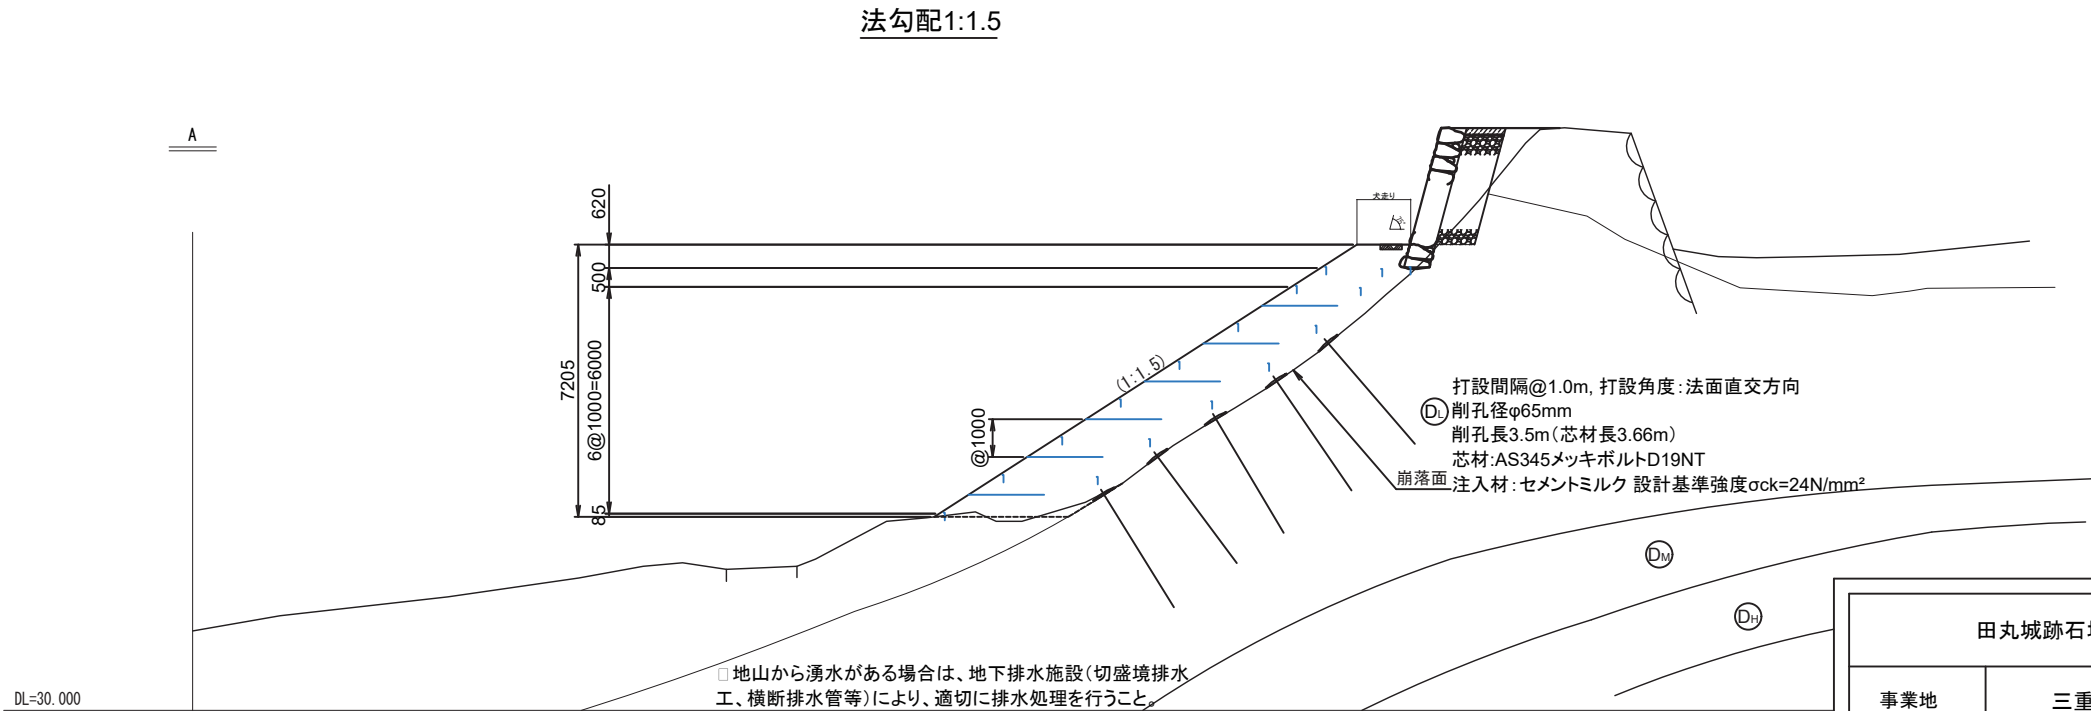 法勾配1:1.5
A
620
500
7205
6@1000=6000
85
@1000
(1:1.5)
犬走り
打設間隔@1.0m, 打設角度:法面直交方向
DL
削孔径φ65mm
削孔長3.5m(芯材長3.66m)
芯材:AS345メッキボルトD19NT
崩落面
注入材:セメントミルク 設計基準強度σck=24N/mm²
DM
DH
□地山から湧水がある場合は、地下排水施設(切盛境排水
工、横断排水管等)により、適切に排水処理を行うこと。
DL=30.000
田丸城跡石
事業地
三重